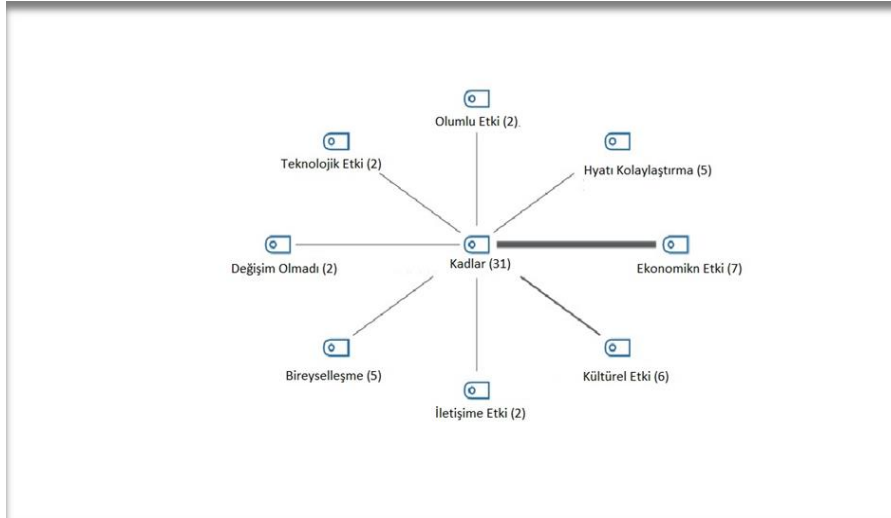 Olumlu Etki (2)
Teknolojik Etki (2)
Hyatı Kolaylaştırma (5)
Kadlar (31)
Değişim Olmadı (2)
Ekonomikn Etki (7)
Bireyselleşme (5)
Kültürel Etki (6)
İletişime Etki (2)